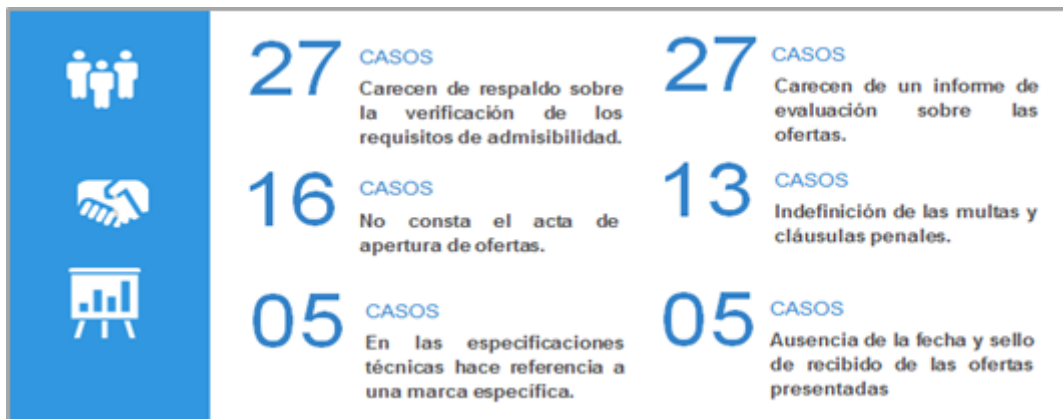 27 CASOS
Carecen de respaldo sobre
la verificación de los
requisitos de admisibilidad.
27 CASOS
Carecen de un informe de
evaluación sobre las
ofertas.
16 CASOS
No consta el acta de
apertura de ofertas.
13 CASOS
Indefinición de las multas y
cláusulas penales.
05 CASOS
En las especificaciones
técnicas hace referencia a
una marca específica.
05 CASOS
Ausencia de la fecha y sello
de recibido de las ofertas
presentadas